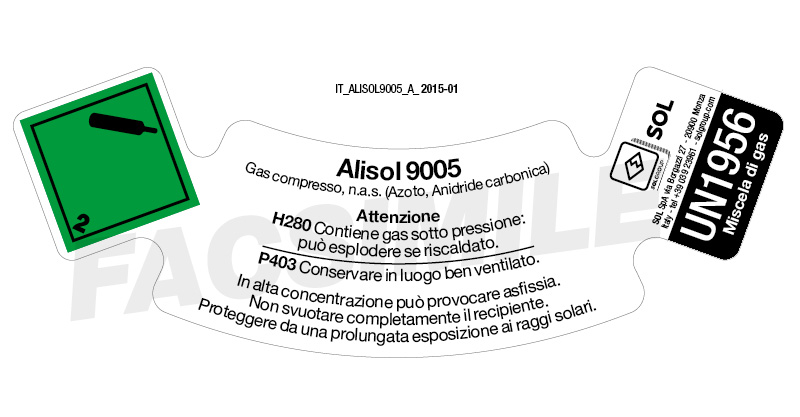 IT_ALISOL9005_A_ 2015-01
2
Alisol 9005
Gas compresso, n.a.s. (Azoto, Anidride carbonica)
Attenzione
H280 Contiene gas sotto pressione:
può esplodere se riscaldato.
P403 Conservare in luogo ben ventilato.
In alta concentrazione può provocare asfissia.
Non svuotare completamente il recipiente.
Proteggere da una prolungata esposizione ai raggi solari.
FACSIMILE
SOL
SOLGROUP
SOL SpA via Borgazzi 27 - 20900 Monza
Italy - tel +39 039 23961 - solgroup.com
UN1956
Miscela di gas